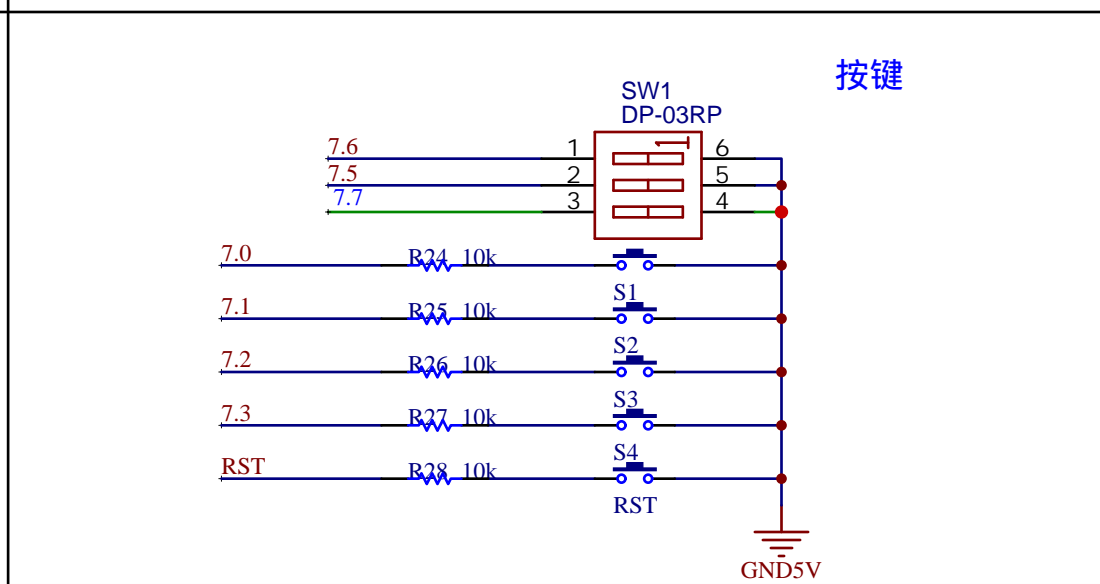 按键
SW1
DP-03RP
7.6 1 1 6
7.5 2 5
7.7 3 4
7.0 R24 10k
S1
7.1 R25 10k
S2
7.2 R26 10k
S3
7.3 R27 10k
S4
RST R28 10k
RST
GND5V